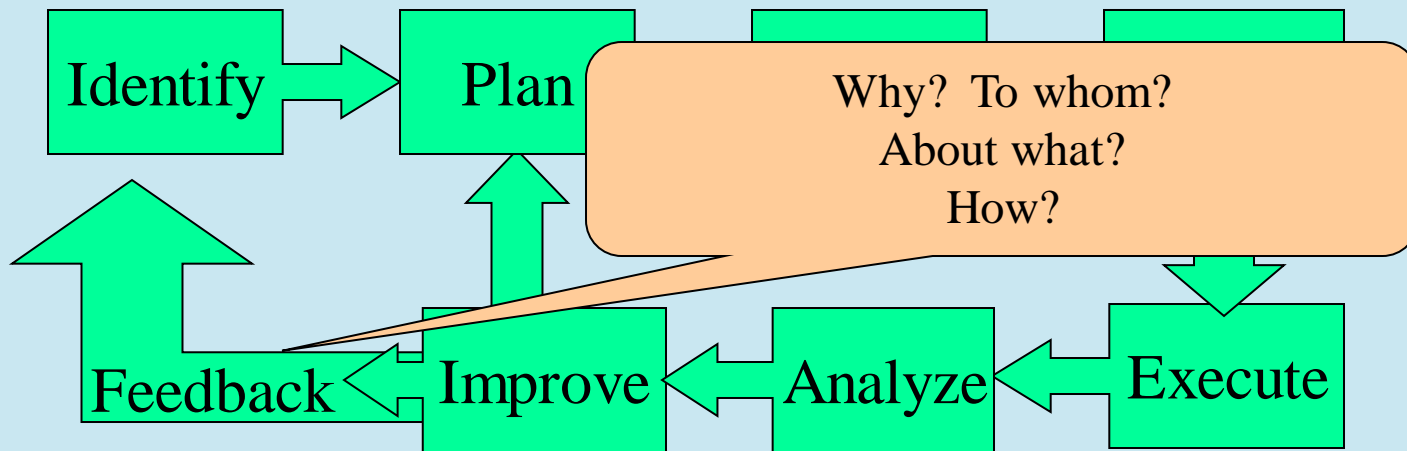 Identify
Plan
Why? To whom?
About what?
How?
Feedback
Improve
Analyze
Execute